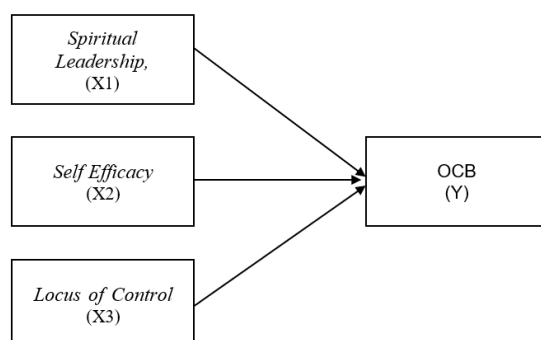 Spiritual
Leadership,
(X1)
Self Efficacy
(X2)
OCB
(Y)
Locus of Control
(X3)